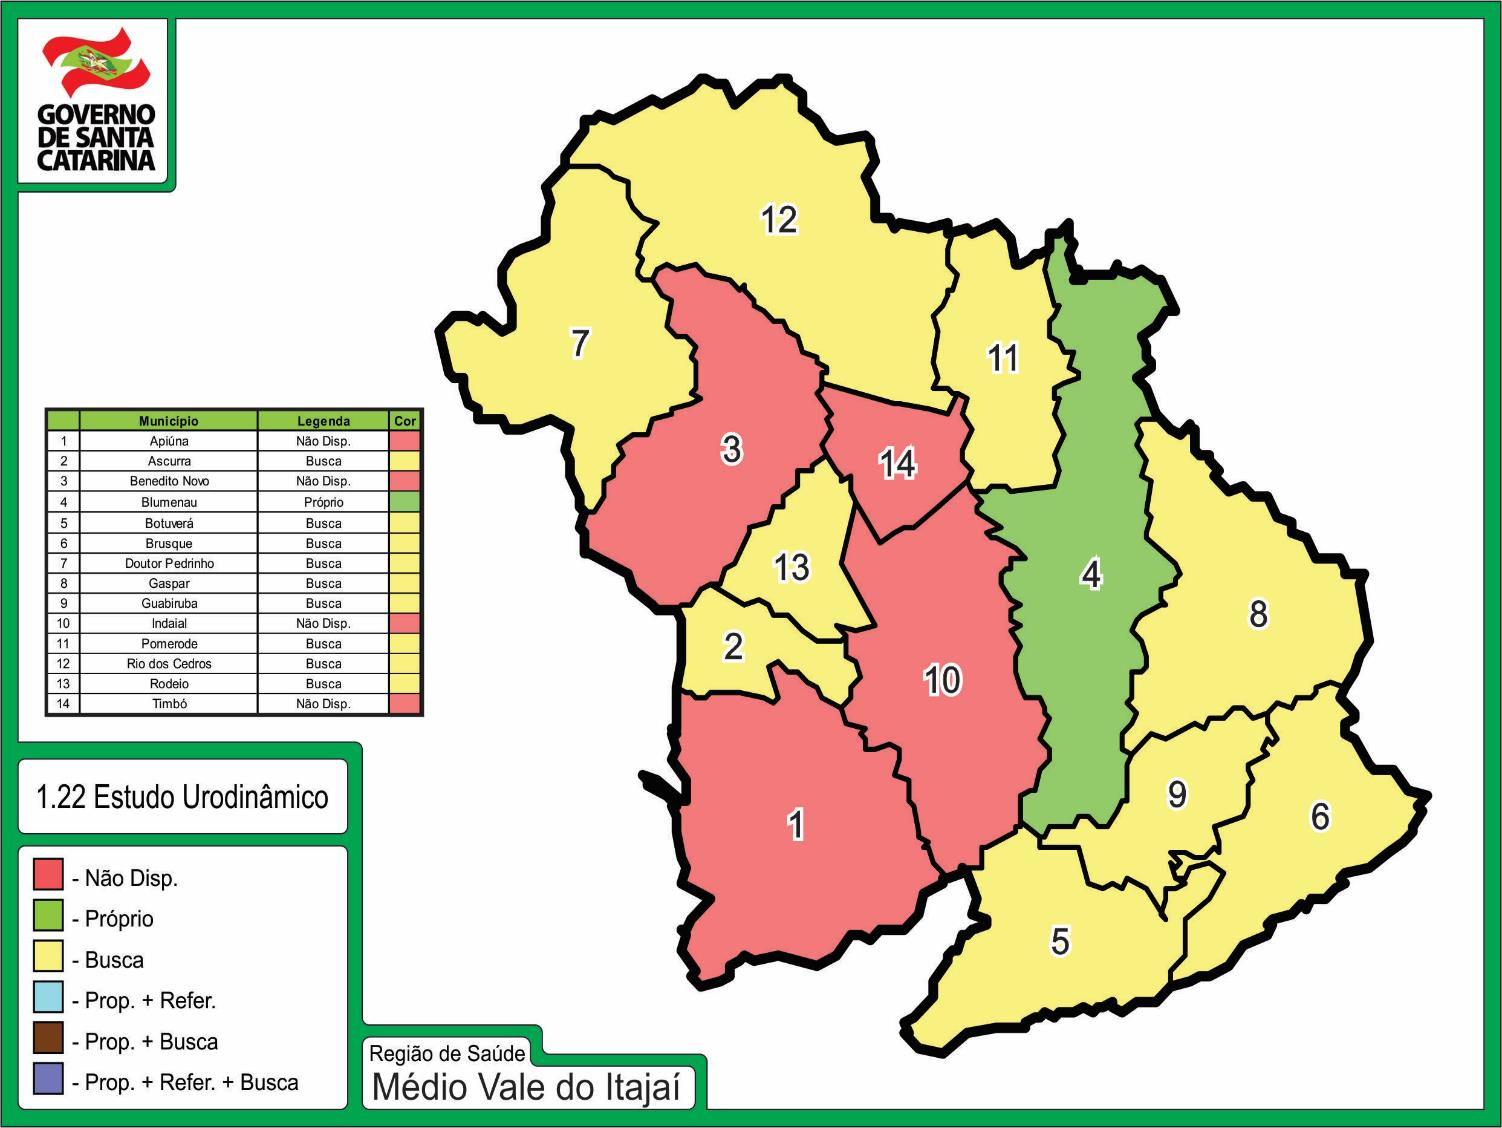 GOVERNO
DE SANTA
CATARINA
12
7
11
3
14
13
4
8
2
10
1
9
6
5
Município Legenda Cor
1 Apiúna Não Disp.
2 Ascurra Busca
3 Benedito Novo Não Disp.
4 Blumenau Próprio
5 Botuverá Busca
6 Brusque Busca
7 Doutor Pedrinho Busca
8 Gaspar Busca
9 Guabiruba Busca
10 Indaial Não Disp.
11 Pomerode Busca
12 Rio dos Cedros Busca
13 Rodeio Busca
14 Timbó Não Disp.
1.22 Estudo Urodinâmico
- Não Disp.
- Próprio
- Busca
- Prop. + Refer.
- Prop. + Busca
- Prop. + Refer. + Busca
Região de Saúde
Médio Vale do Itajaí